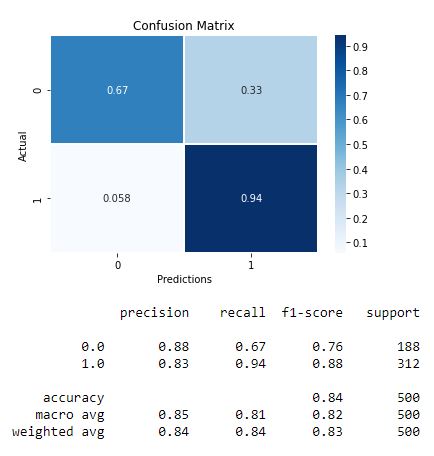 Confusion Matrix
0.9
0.8
0.7
0.6
0.5
0.4
0.3
0.2
0.1
Actual
0
0.67 0.33
1
0.058 0.94
0 1
Predictions
precision recall f1-score support
0.0 0.88 0.67 0.76 188
1.0 0.83 0.94 0.88 312
accuracy 0.84 500
macro avg 0.85 0.81 0.82 500
weighted avg 0.84 0.84 0.83 500